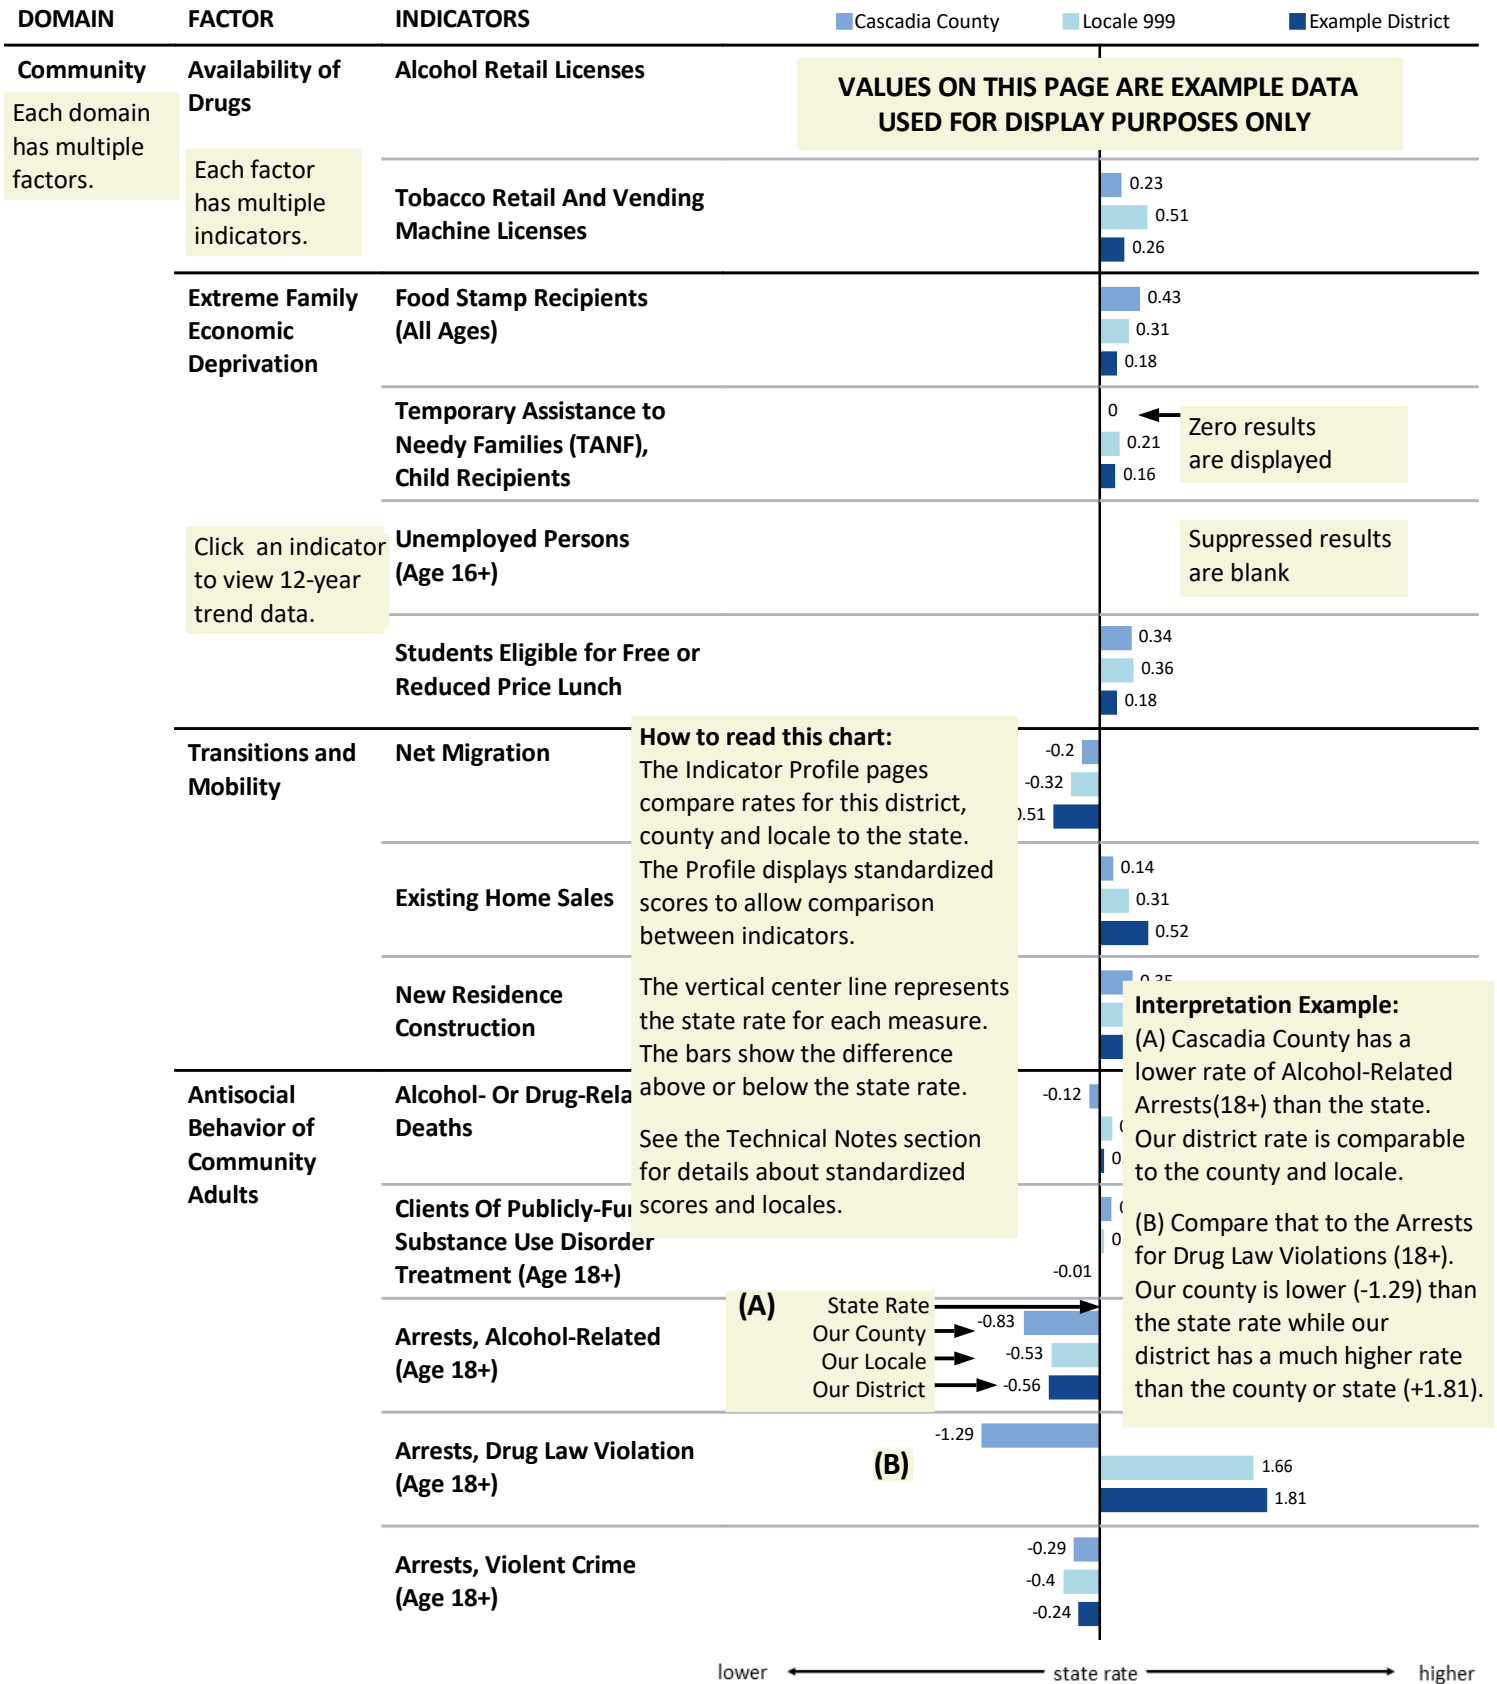 DOMAIN FACTOR INDICATORS Cascadia County Locale 999 Example District
Community
Each domain
has multiple
factors.
Availability of
Drugs
Each factor
has multiple
indicators.
Alcohol Retail Licenses
VALUES ON THIS PAGE ARE EXAMPLE DATA
USED FOR DISPLAY PURPOSES ONLY
Tobacco Retail And Vending
Machine Licenses
0.23
0.51
0.26
Extreme Family
Economic
Deprivation
Food Stamp Recipients
(All Ages)
0.43
0.31
0.18
Temporary Assistance to
Needy Families (TANF),
Child Recipients
0
0.21
0.16
Zero results
are displayed
Click an indicator
to view 12-year
trend data.
Unemployed Persons
(Age 16+)
Suppressed results
are blank
Students Eligible for Free or
Reduced Price Lunch
0.34
0.36
0.18
Transitions and
Mobility
Net Migration
-0.2
-0.32
.51
How to read this chart:
The Indicator Profile pages
compare rates for this district,
county and locale to the state.
The Profile displays standardized
scores to allow comparison
between indicators.
The vertical center line represents
the state rate for each measure.
The bars show the difference
above or below the state rate.
See the Technical Notes section
for details about standardized
scores and locales.
Existing Home Sales
0.14
0.31
0.52
New Residence
Construction
Interpretation Example:
(A) Cascadia County has a
lower rate of Alcohol-Related
Arrests(18+) than the state.
Our district rate is comparable
to the county and locale.
(B) Compare that to the Arrests
for Drug Law Violations (18+).
Our county is lower (-1.29) than
the state rate while our
district has a much higher rate
than the county or state (+1.81).
Antisocial
Behavior of
Community
Adults
Alcohol- Or Drug-Rela
Deaths
-0.12
0.
Clients Of Publicly-Fu
Substance Use Disorder
Treatment (Age 18+)
0.
-0.01
Arrests, Alcohol-Related
(Age 18+)
(A) State Rate
Our County -0.83
Our Locale -0.53
Our District -0.56
Arrests, Drug Law Violation
(Age 18+)
(B)
-1.29
1.66
1.81
Arrests, Violent Crime
(Age 18+)
-0.29
-0.4
-0.24
lower state rate higher